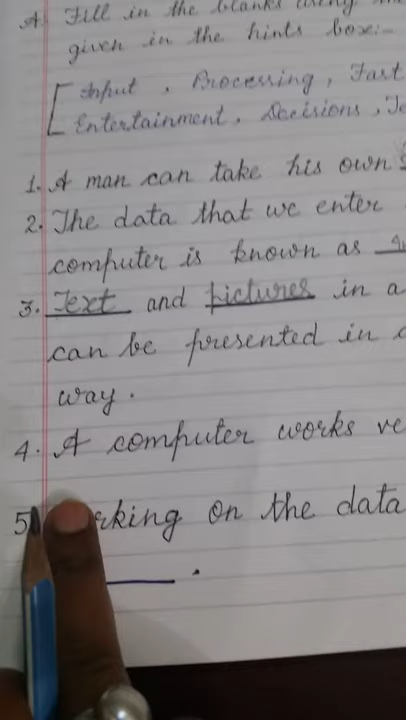 A. Fill in the blanks using
given in the hints box:-
Input, Processing, Fast
Entertainment, Decisions,
1. A man can take his own
2. The data that we enter
computer is known as
3. Text and pictures in a
can be presented in
way.
4. A computer works ve
5 rking on the data
.